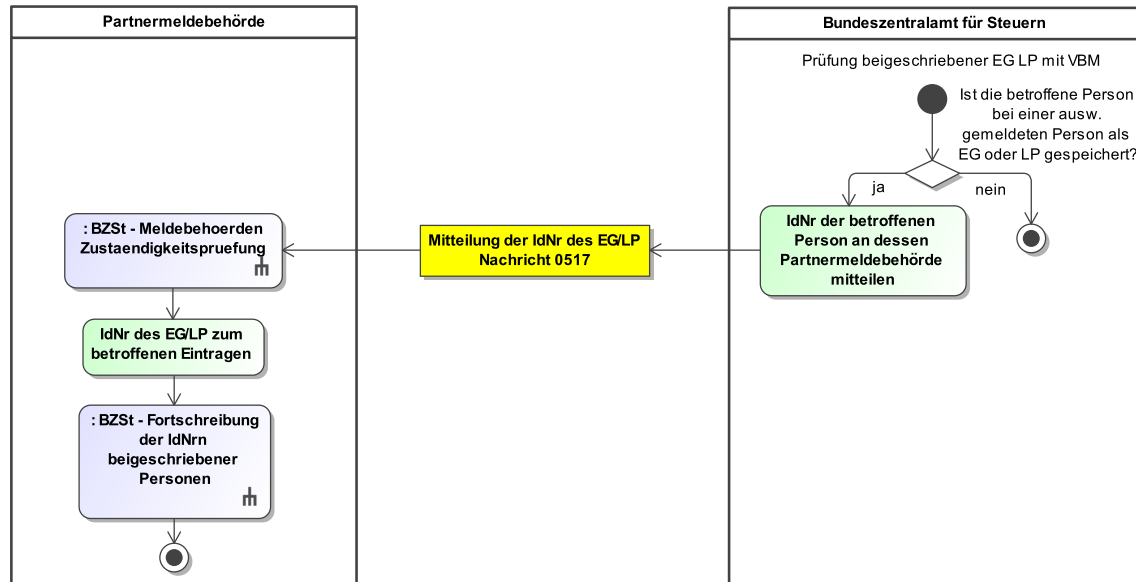 Partnermeldebehörde
Bundeszentralamt für Steuern
Prüfung beigeschriebener EG LP mit VBM
Ist die betroffene Person
bei einer ausw.
gemeldeten Person als
EG oder LP gespeichert?
ja
nein
IdNr der betroffenen
Person an dessen
Partnermeldebehörde
mitteilen
Mitteilung der IdNr des EG/LP
Nachricht 0517
: BZSt - Meldebehoerden
Zustaendigkeitspruefung
IdNr des EG/LP zum
betroffenen Eintragen
: BZSt - Fortschreibung
der IdNrn
beigeschriebener
Personen